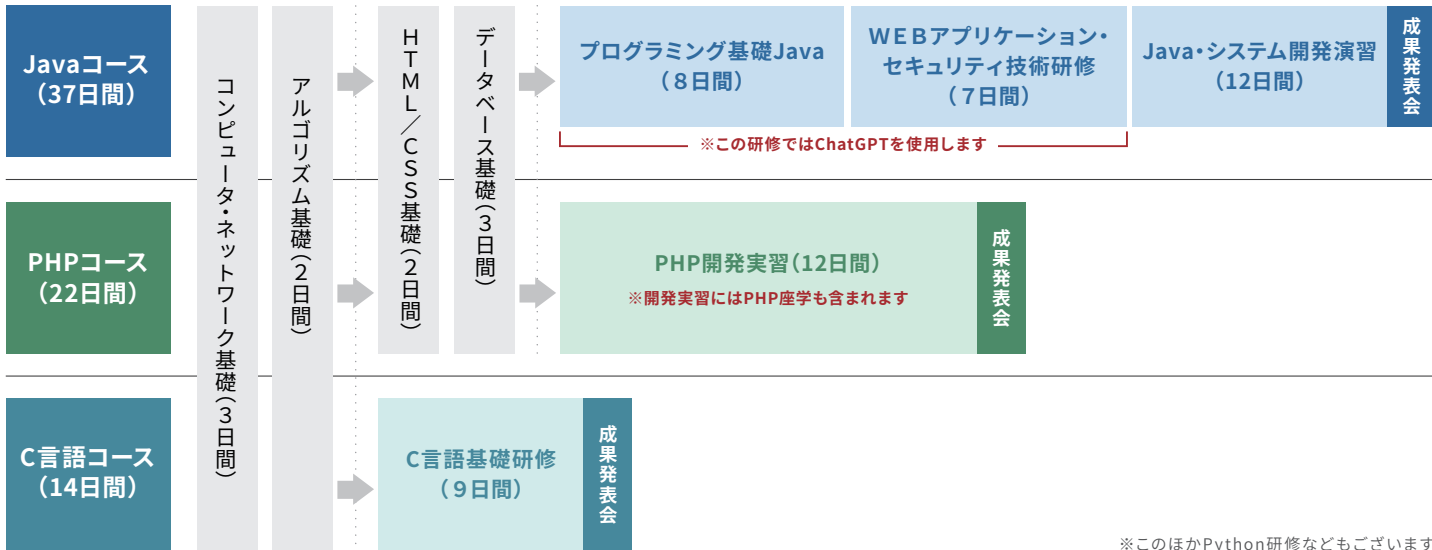 Javaコース
（37日間）
コンピュータ・ネットワーク基礎（３日間）
アルゴリズム基礎（２日間）
ＨＴＭＬ／ＣＳＳ基礎（２日間）
データベース基礎（３日間）
プログラミング基礎Java
（８日間）
ＷＥＢアプリケーション・
セキュリティ技術研修
（７日間）
Java・システム開発演習
（12日間）
成果発表会
※この研修ではChatGPTを使用します
PHPコース
（22日間）
PHP開発実習（12日間）
※開発実習にはPHP座学も含まれます
成果発表会
C言語コース
（14日間）
C言語基礎研修
（９日間）
成果発表会
※このほかPython研修などもございます